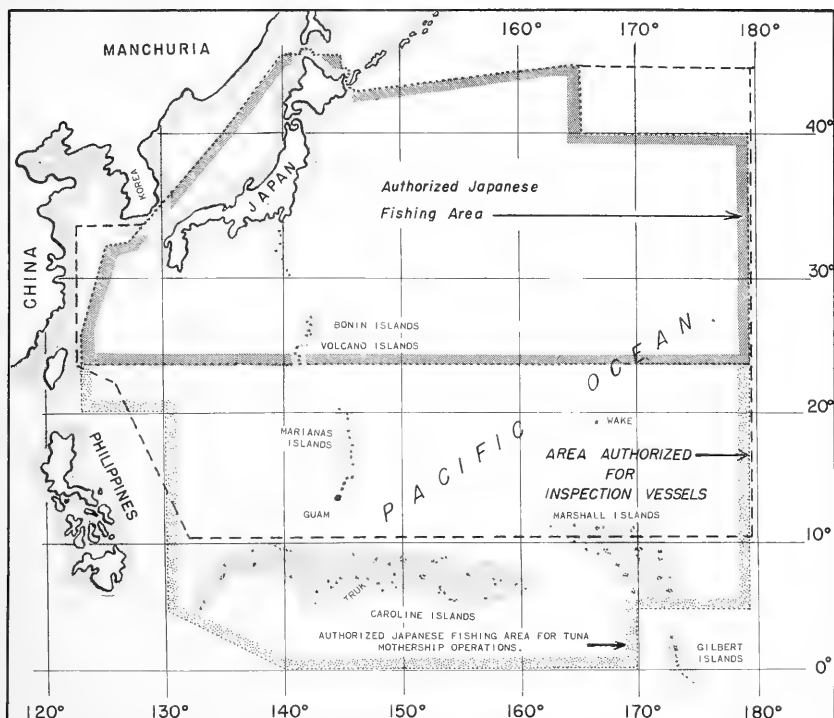 140°
150°
160°
170°
180°
MANCHURIA
40°
KOREA
JAPAN
Authorized Japanese
Fishing Area
CHINA
30°
BONIN ISLANDS
VOLCANO ISLANDS
PACIFIC OCEAN.
20°
WAKE
MARIANAS
ISLANDS
PHILIPPINES
AREA AUTHORIZED
FOR
INSPECTION VESSELS
GUAM
MARSHALL ISLANDS
10°
TRUK
CAROLINE ISLANDS
AUTHORIZED JAPANESE FISHING AREA FOR TUNA
MOTHERSHIP OPERATIONS.
GILBERT
ISLANDS
0°
120°
130°
140°
150°
160°
170°
180°